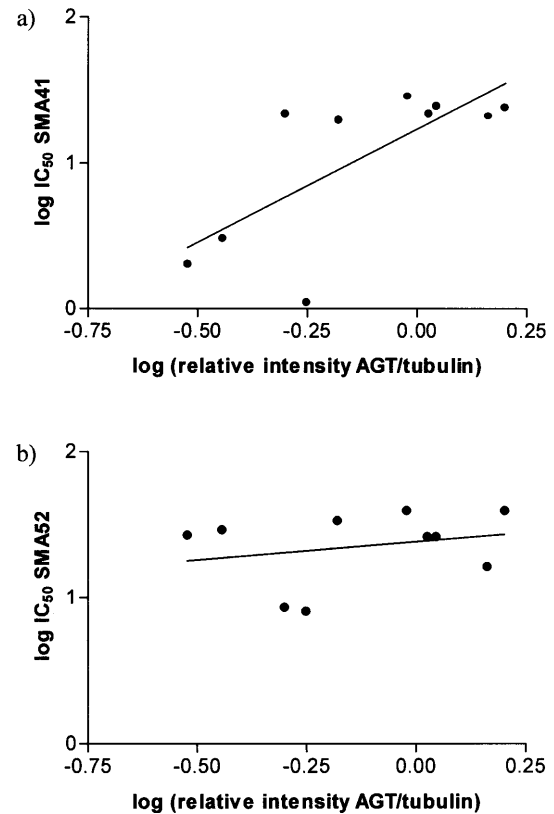 a)
2
1
0
log IC50 SMA41
-0.75 -0.50 -0.25 0.00 0.25
log (relative intensity AGT/tubulin)
b)
2
1
0
log IC50 SMA52
-0.75 -0.50 -0.25 0.00 0.25
log (relative intensity AGT/tubulin)